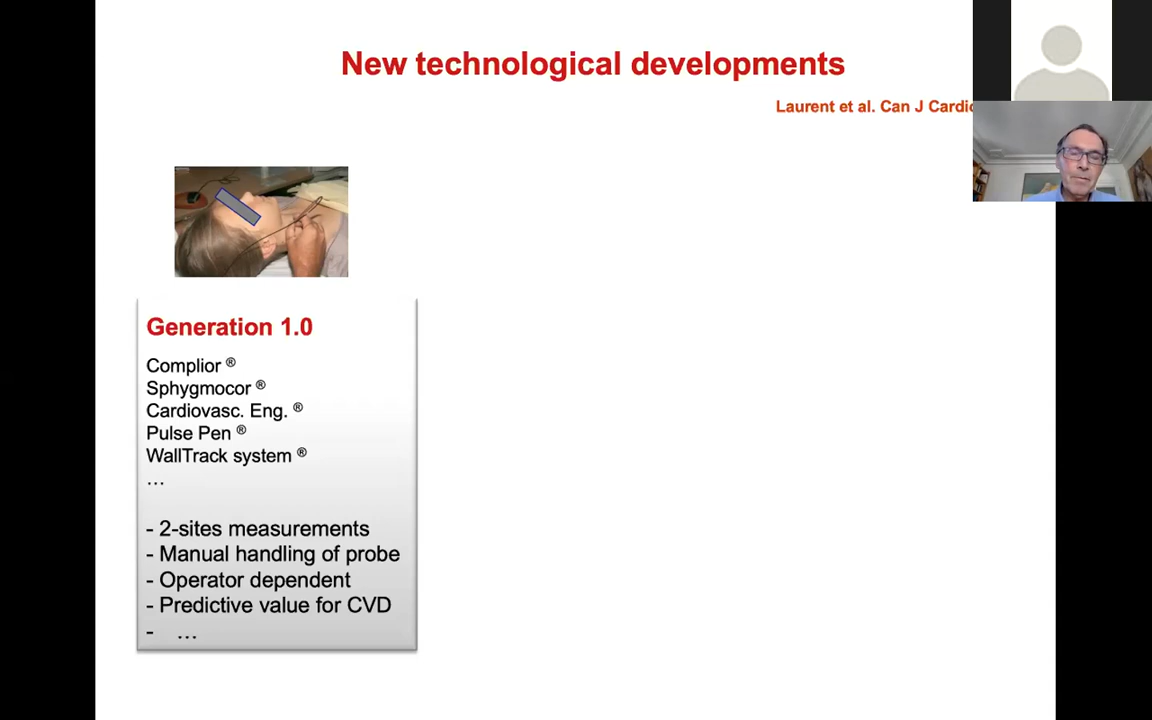 New technological developments
Laurent et al. Can J
Generation 1.0
Complior ®
Sphygmocor ®
Cardiovasc. Eng. ®
Pulse Pen ®
WallTrack system ®
...
- 2-sites measurements
- Manual handling of probe
- Operator dependent
- Predictive value for CVD
- ...